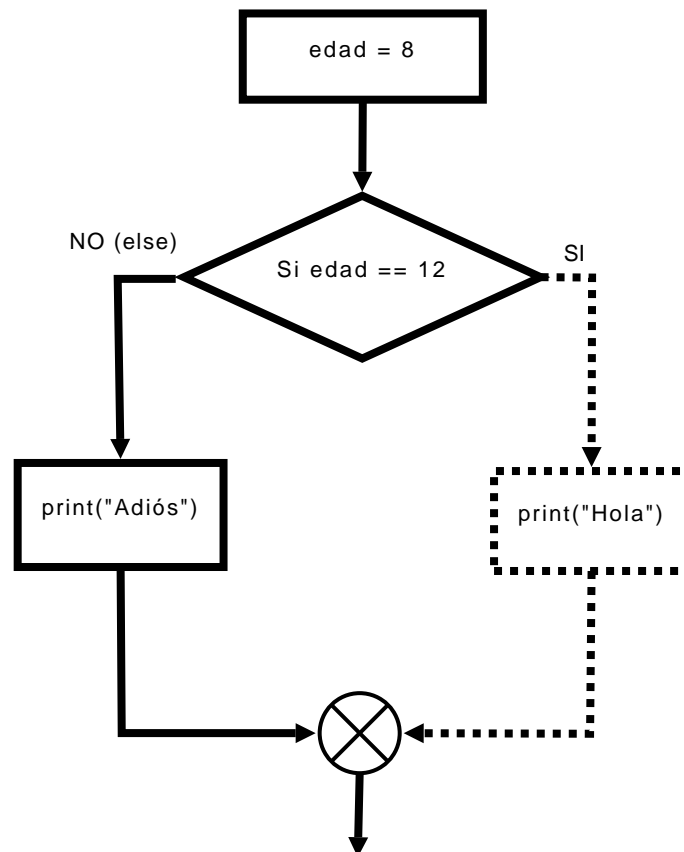 edad = 8
NO (else)
Si edad == 12
SI
print("Adiós")
print("Hola")